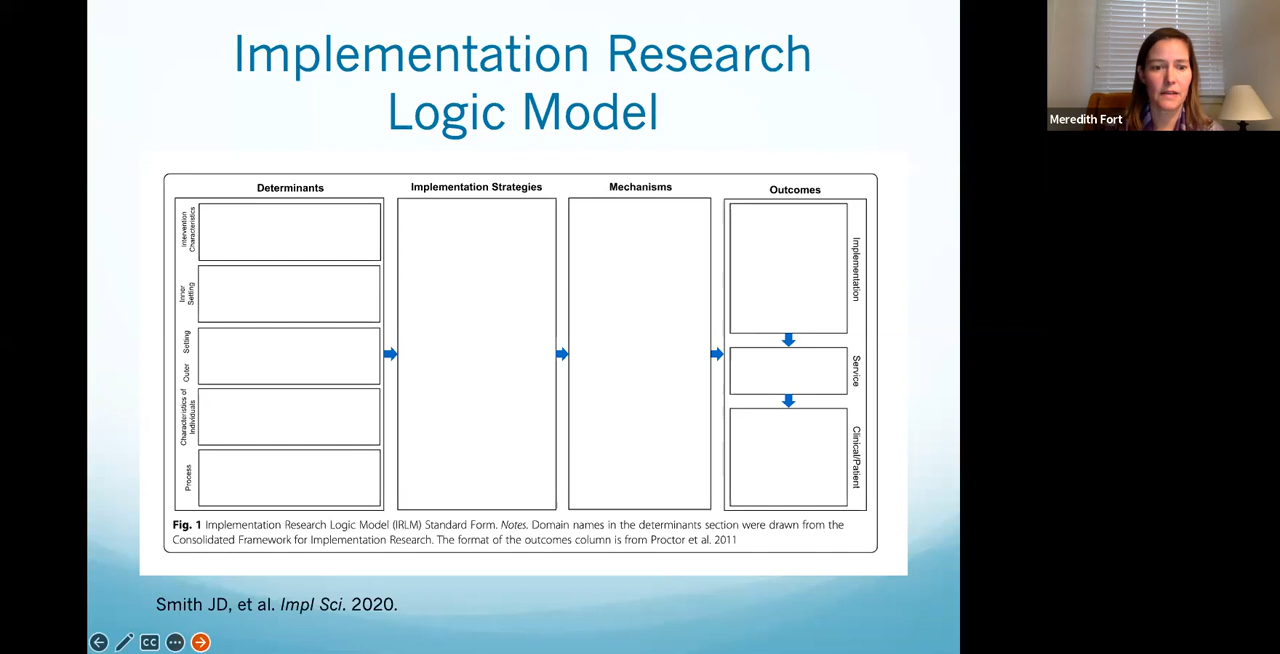 Implementation Research
Logic Model
Meredith Fort
Determinants
Implementation Strategies
Mechanisms
Outcomes
Intervention
Characteristics
Inner
Setting
Outer Setting
Characteristics of
Individuals
Process
Implementation
Service
Clinical/Patient
Fig. 1 Implementation Research Logic Model (IRLM) Standard Form. Notes. Domain names in the determinants section were drawn from the
Consolidated Framework for Implementation Research. The format of the outcomes column is from Proctor et al. 2011
Smith JD, et al. Impl Sci. 2020.
CC